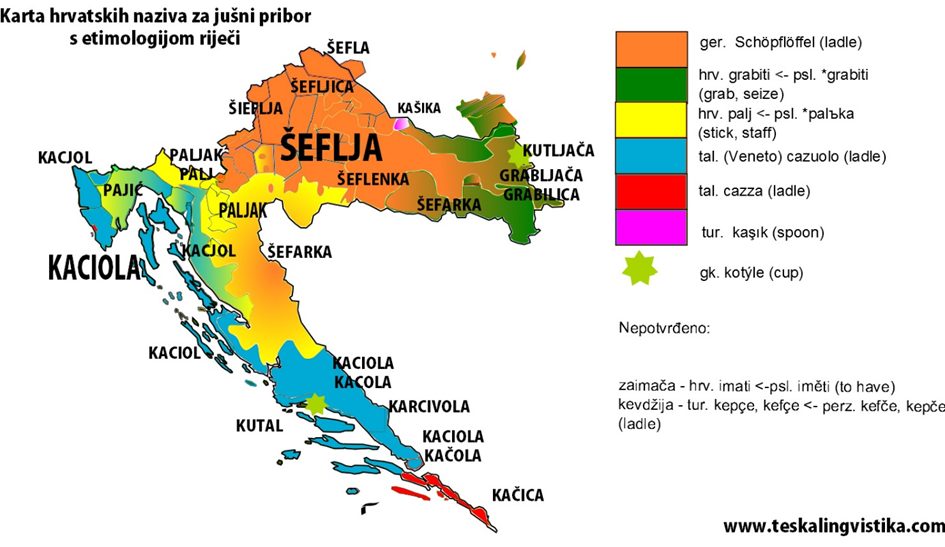 Karta hrvatskih naziva za jušni pribor
s etimologijom riječi
ŠEFLA
ŠEFLJICA
ŠIEFLJA
KAŠIKA
ŠEFLJA
KACJOL
PALJAK
PALJ
KUTLJAČA
PAJIĆ
ŠEFLENKA
GRABLJAČA
GRABILICA
PALJAK
ŠEFARKA
KACJOL
ŠEFARKA
KACIOLA
KACIOL
KACIOLA
KACOLA
KARCIVOLA
KUTAL
KACIOLA
KAČOLA
KAČICA
ger. Schöpflöffel (ladle)
hrv. grabiti <- psl. *grabiti
(grab, seize)
hrv. palj <- psl. *palъka
(stick, staff)
tal. (Veneto) cazuolo (ladle)
tal. cazza (ladle)
tur. kaşık (spoon)
gk. kotýle (cup)
Nepotvrđeno:
zaimača - hrv. imati <-psl. iměti (to have)
kevdžija - tur. kepçe, kefçe <- perz. kefče, kepče
(ladle)
www.teskalingvistika.com